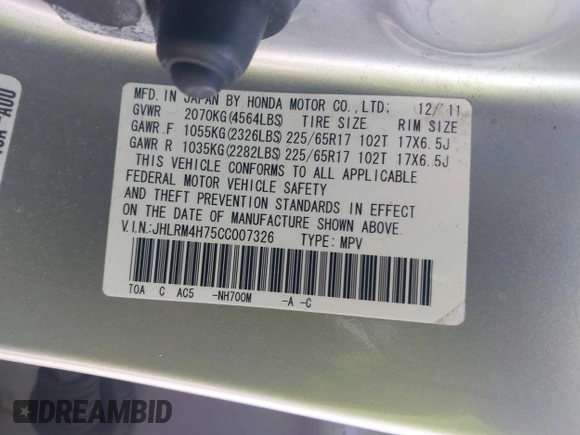 MFD. IN JAPAN BY HONDA MOTOR CO.,LTD; 12/11
GVWR 2070KG(4564LBS) TIRE SIZE RIM SIZE
GAWR F 1055KG(2326LBS) 225/65R17 102T 17X6.5J
GAWR R 1035KG(2282LBS) 225/65R17 102T 17X6.5J
THIS VEHICLE CONFORMS TO ALL APPLICABLE
FEDERAL MOTOR VEHICLE SAFETY
AND THEFT PREVENTION STANDARDS IN EFFECT
ON THE DATE OF MANUFACTURE SHOWN ABOVE.
V.I.N.:JHLRM4H75CC007326 TYPE: MPV
TOA C AC5 -NH700M -A -C
DREAMBID